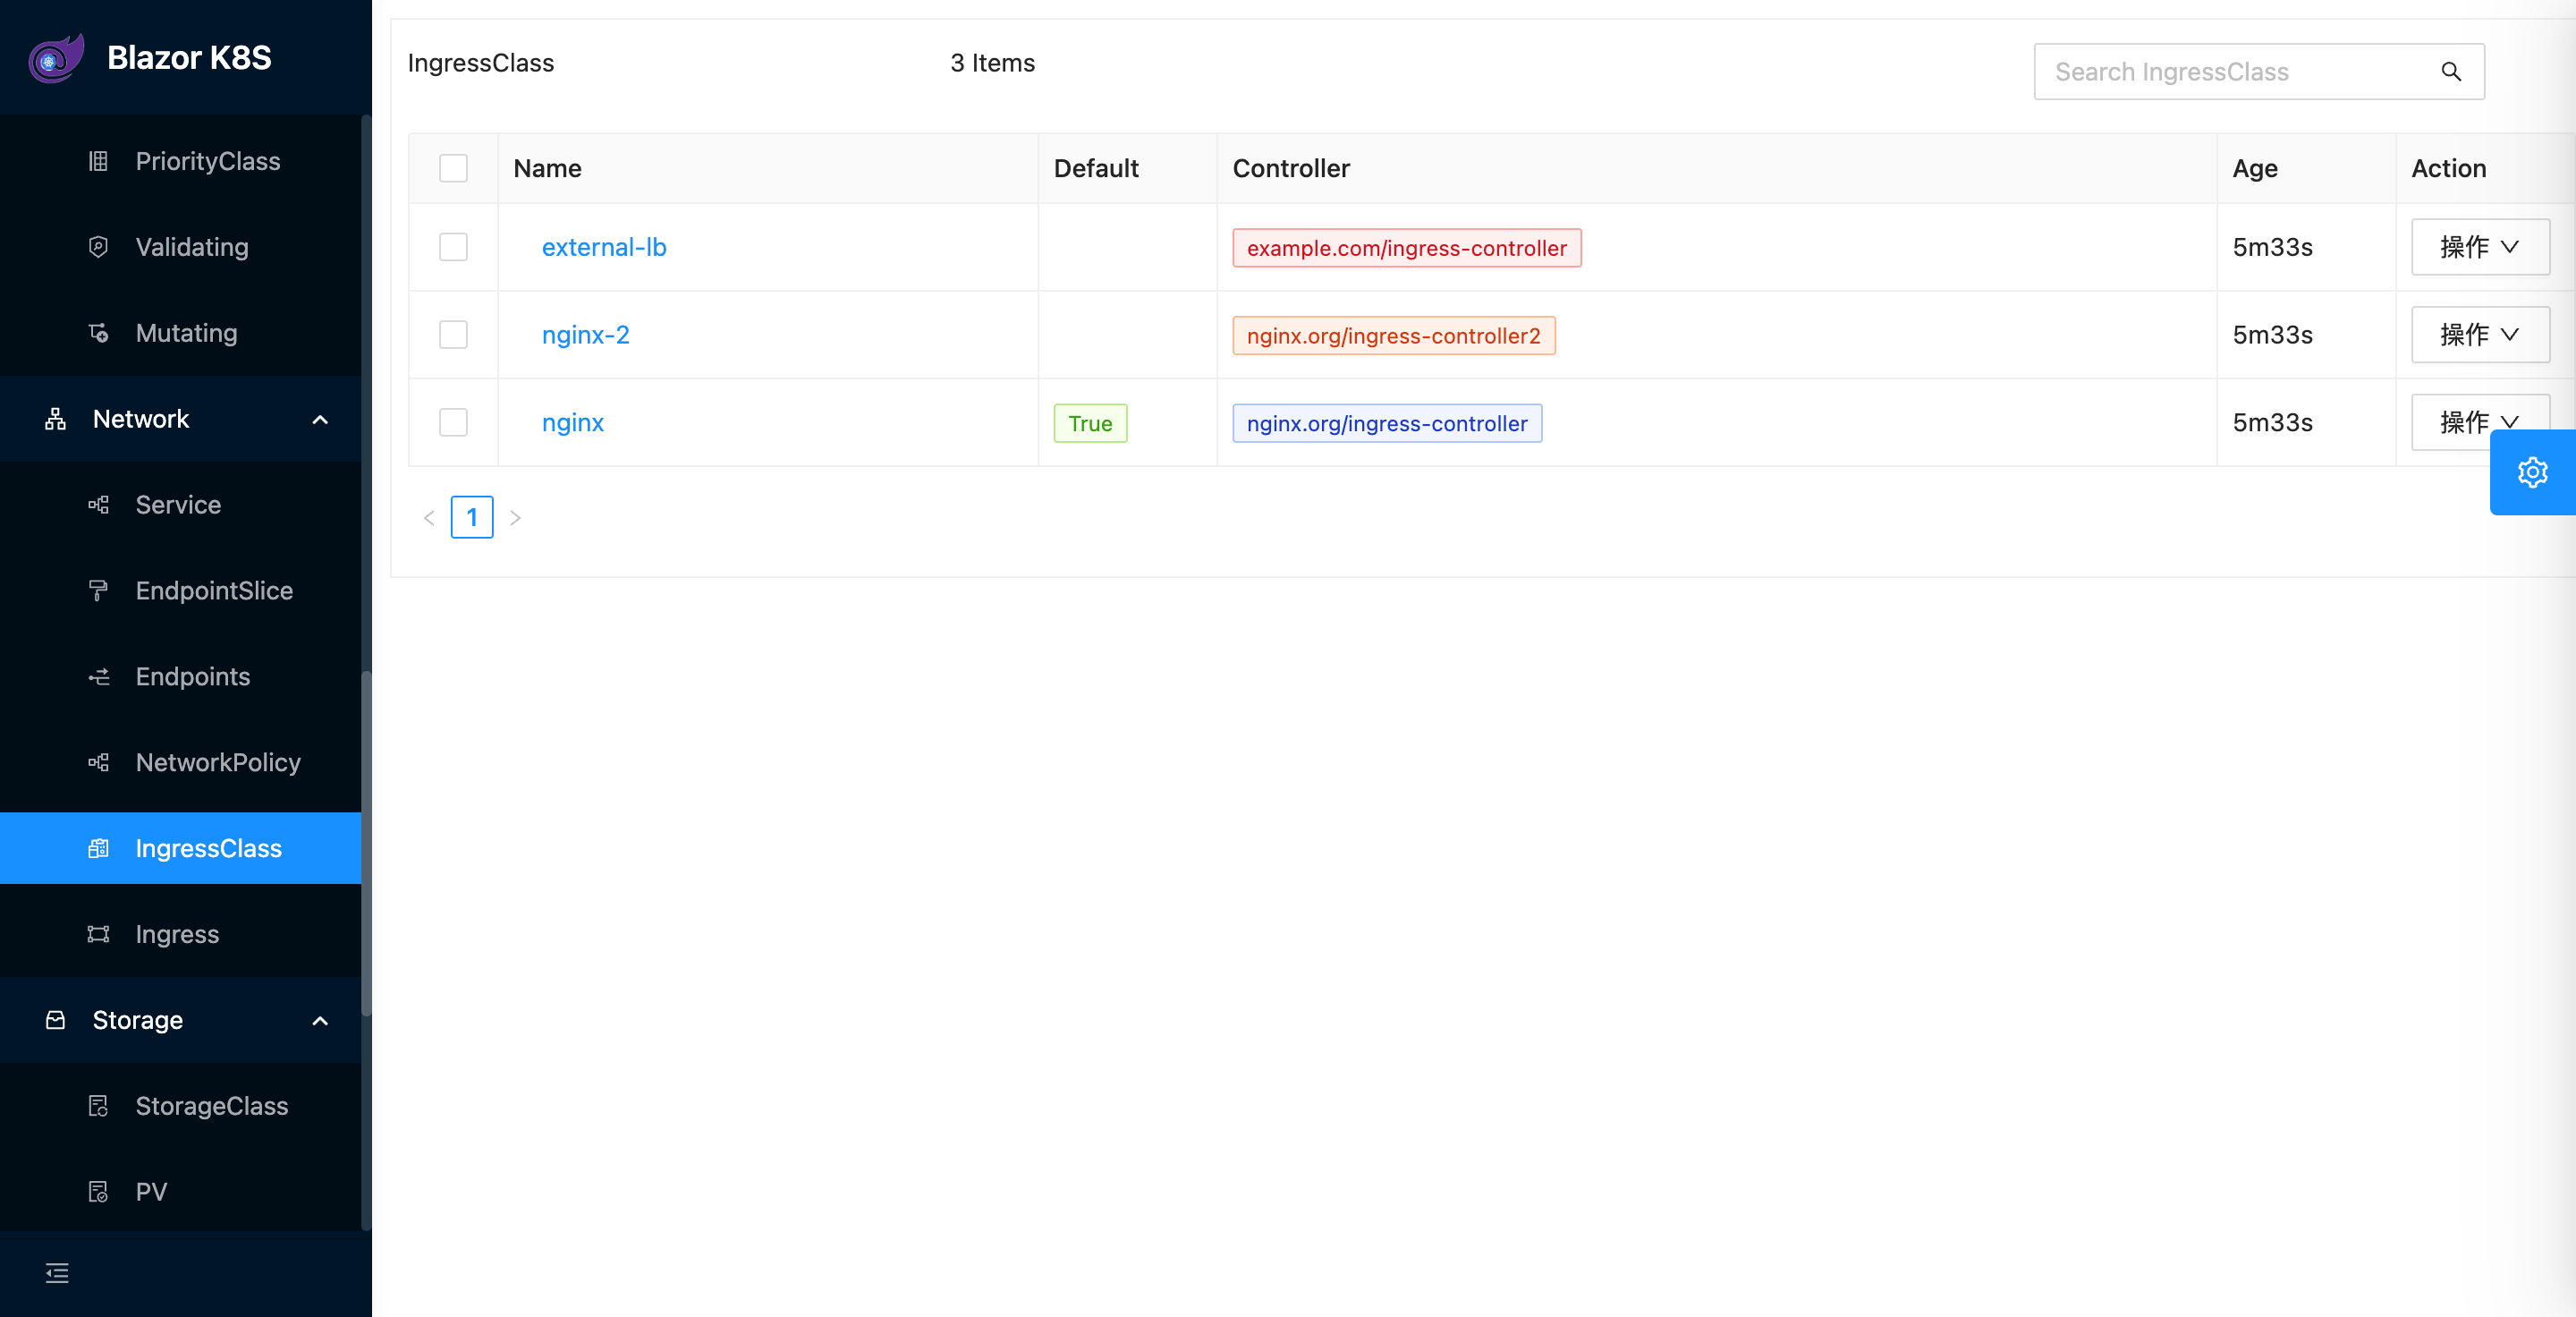 Blazor K8S
PriorityClass
Validating
Mutating
Network
Service
EndpointSlice
Endpoints
NetworkPolicy
IngressClass
Ingress
Storage
StorageClass
PV
IngressClass 3 Items Search IngressClass
Name Default Controller Age Action
external-lb example.com/ingress-controller 5m33s 操作
nginx-2 nginx.org/ingress-controller2 5m33s 操作
nginx True nginx.org/ingress-controller 5m33s 操作
1